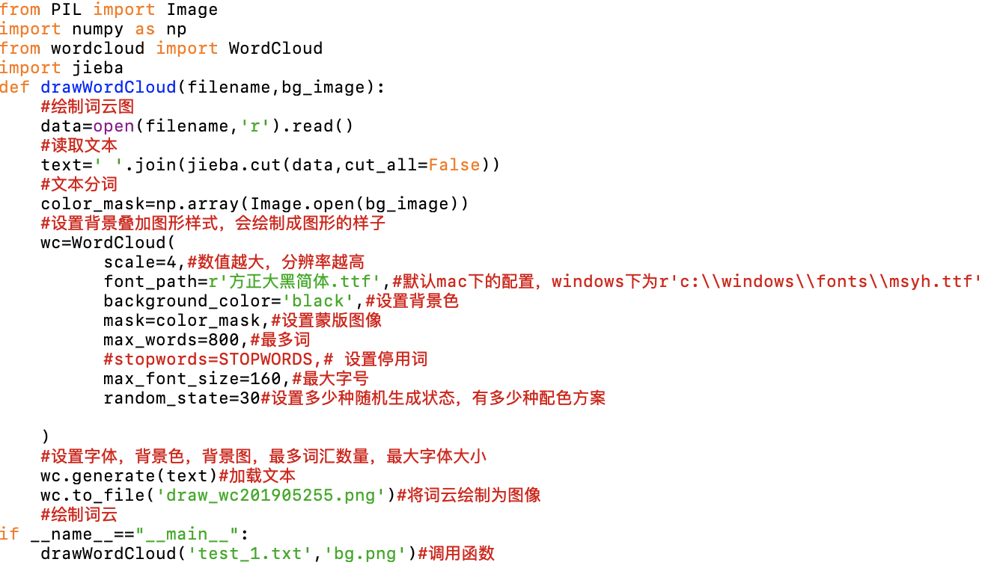 from PIL import Image
import numpy as np
from wordcloud import WordCloud
import jieba
def drawWordCloud(filename,bg_image):
    #绘制词云图
    data=open(filename,'r').read()
    #读取文本
    text=' '.join(jieba.cut(data,cut_all=False))
    #文本分词
    color_mask=np.array(Image.open(bg_image))
    #设置背景叠加图形样式，会绘制成图形的样子
    wc=WordCloud(
          scale=4,#数值越大，分辨率越高
          font_path=r'方正大黑简体.ttf',#默认mac下的配置，windows下为r'c:\\windows\\fonts\\msyh.ttf'
          background_color='black',#设置背景色
          mask=color_mask,#设置蒙版图像
          max_words=800,#最多词
          #stopwords=STOPWORDS,# 设置停用词
          max_font_size=160,#最大字号
          random_state=30#设置多少种随机生成状态，有多少种配色方案
    )
    #设置字体，背景色，背景图，最多词汇数量，最大字体大小
    wc.generate(text)#加载文本
    wc.to_file('draw_wc201905255.png')#将词云绘制为图像
    #绘制词云
if __name__=="__main__":
    drawWordCloud('test_1.txt','bg.png')#调用函数